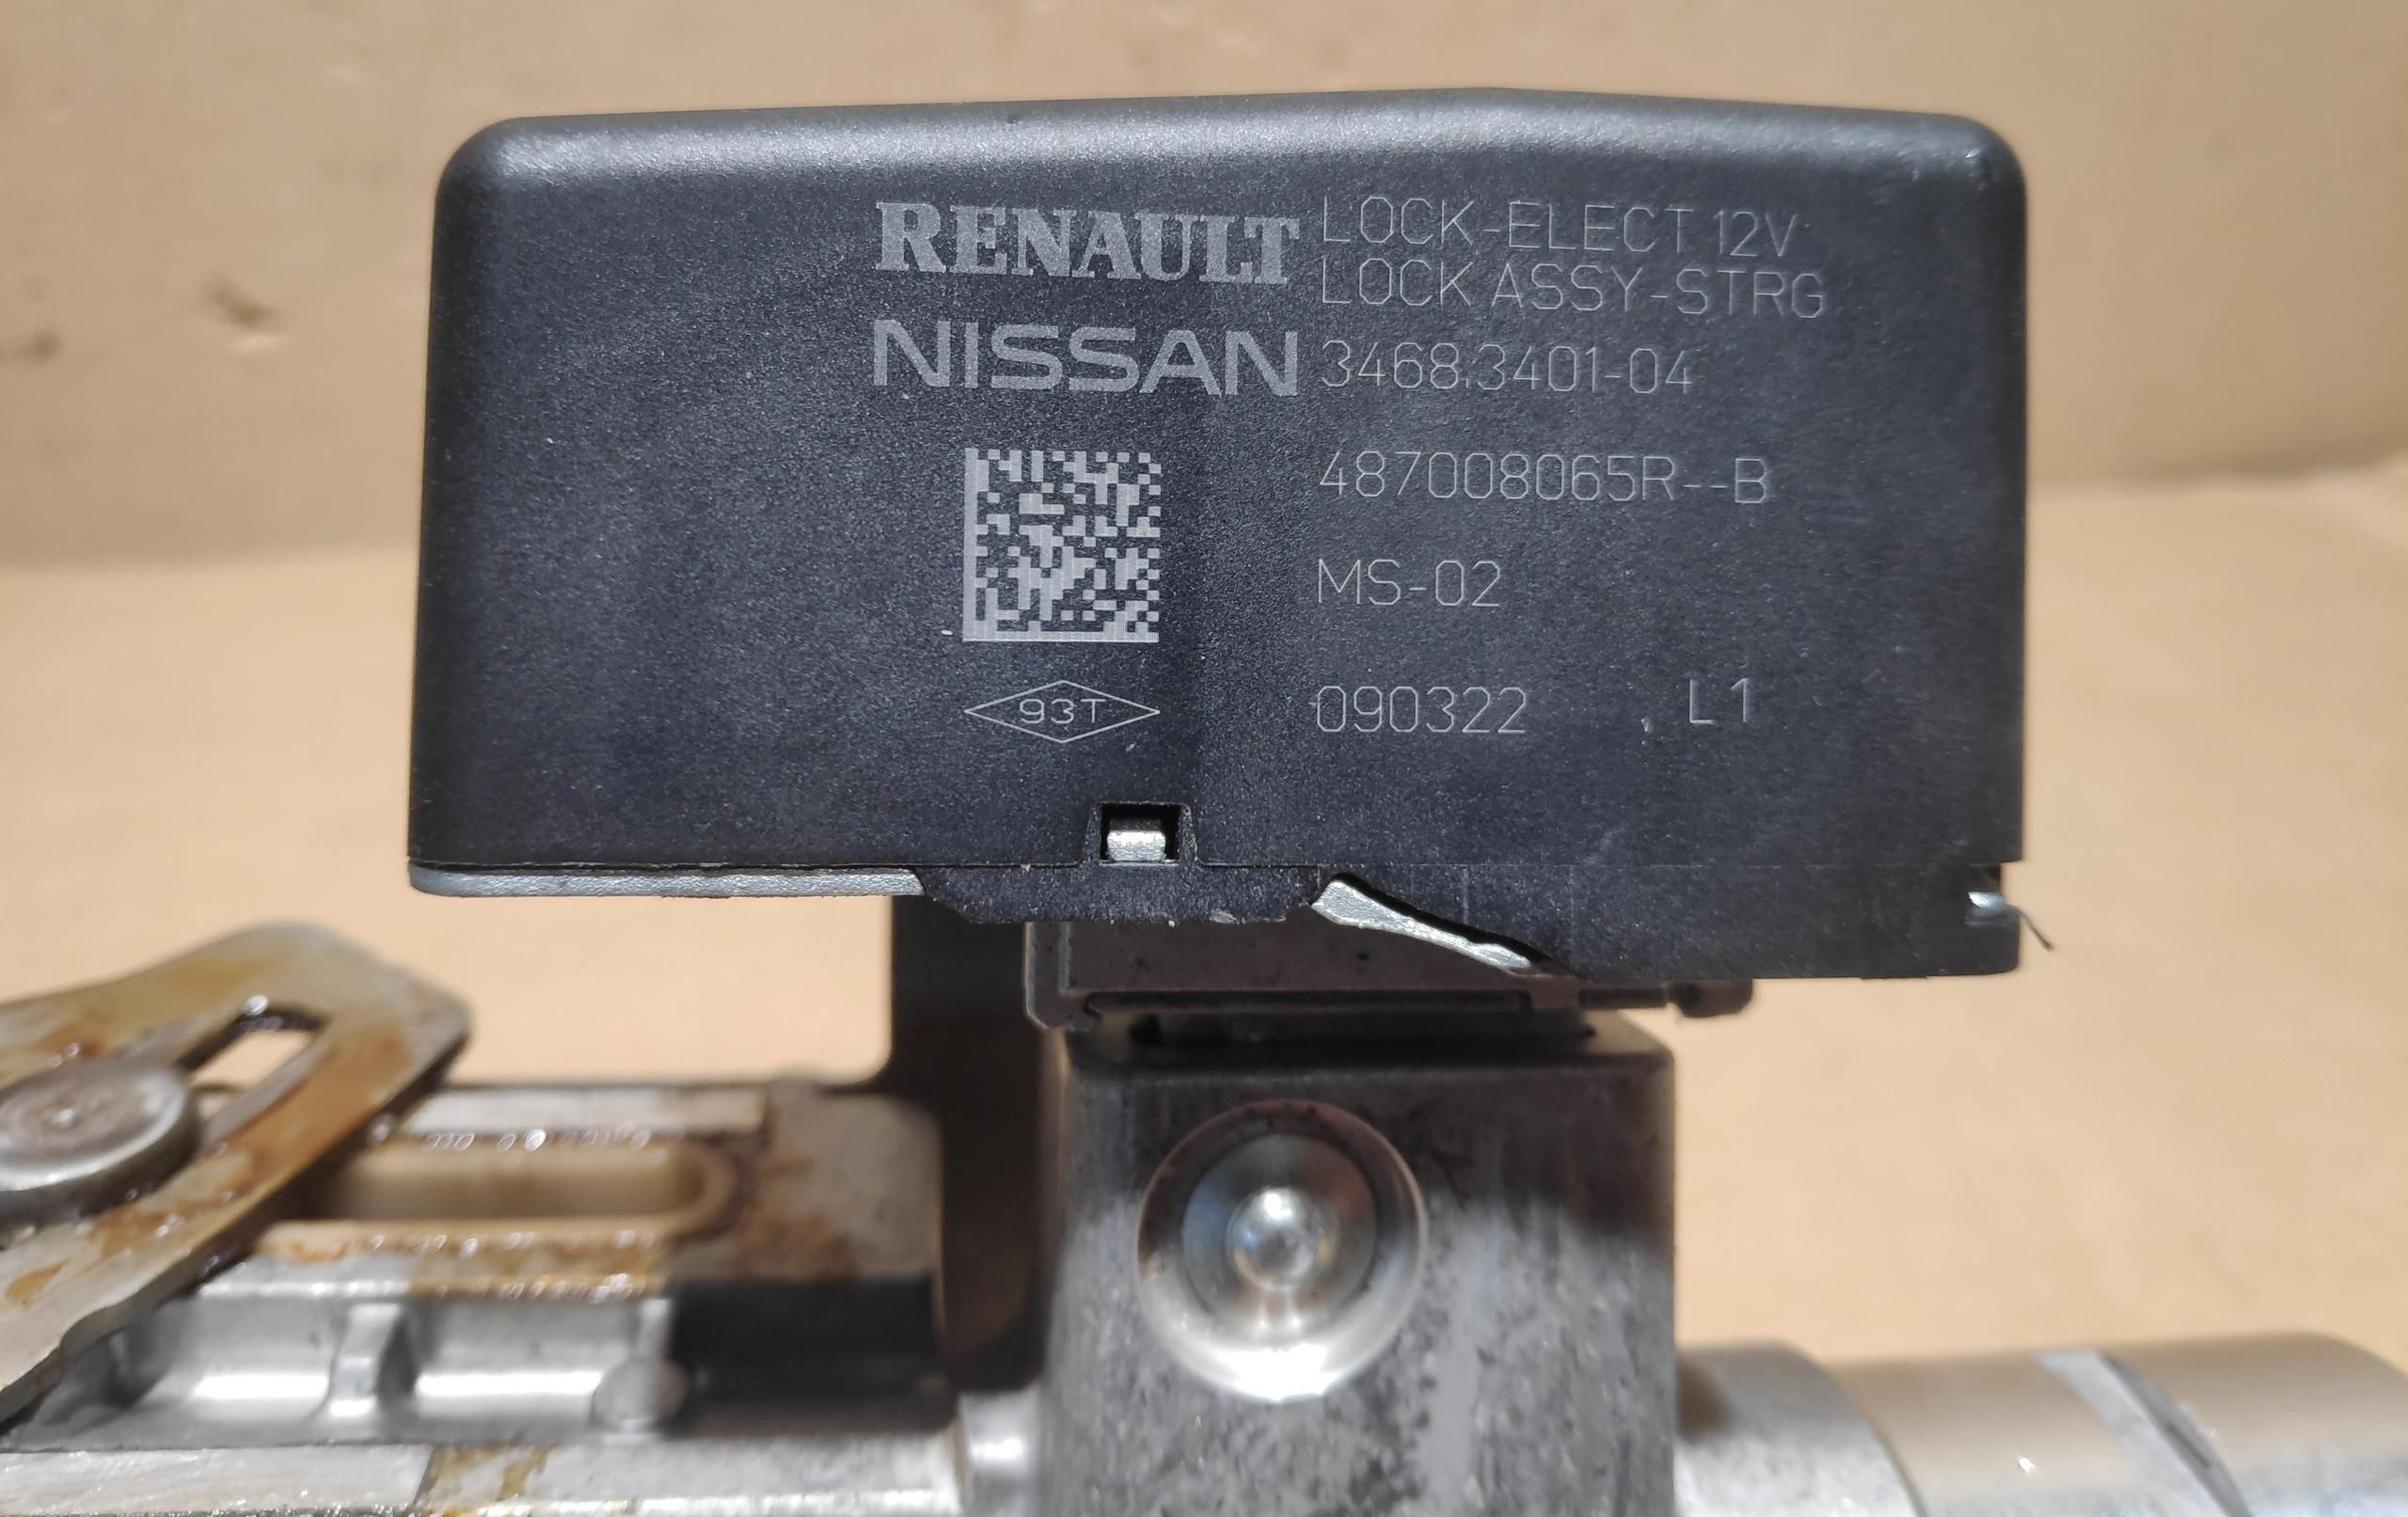 RENAULT LOCK-ELECT 12V
LOCK ASSY-STRG
NISSAN 3468.3401-04
487008065R--B
MS-02
93T
090322 L1